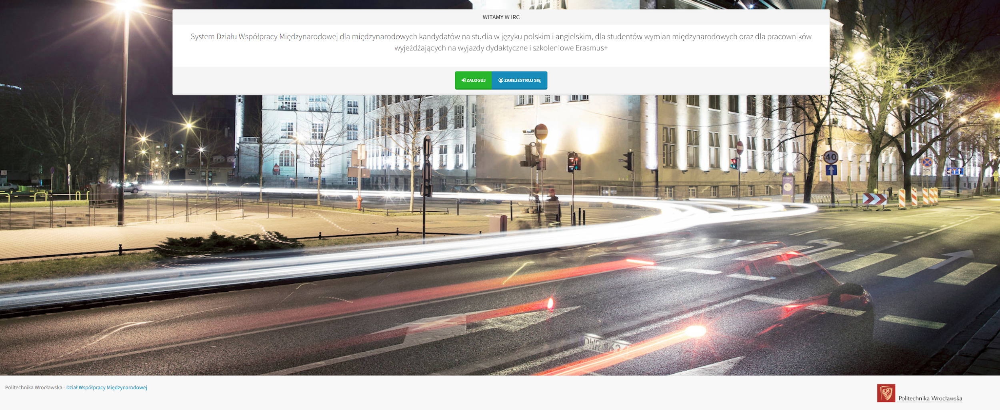 WITAMY W IRC
System Działu Współpracy Międzynarodowej dla międzynarodowych kandydatów na studia w języku polskim i angielskim, dla studentów wymian międzynarodowych oraz dla pracowników
wyjeżdżających na wyjazdy dydaktyczne i szkoleniowe Erasmus+
ZALOGUJ ZAREJESTRUJ SIĘ
40
Politechnika Wrocławska - Dział Współpracy Międzynarodowej
Politechnika Wrocławska